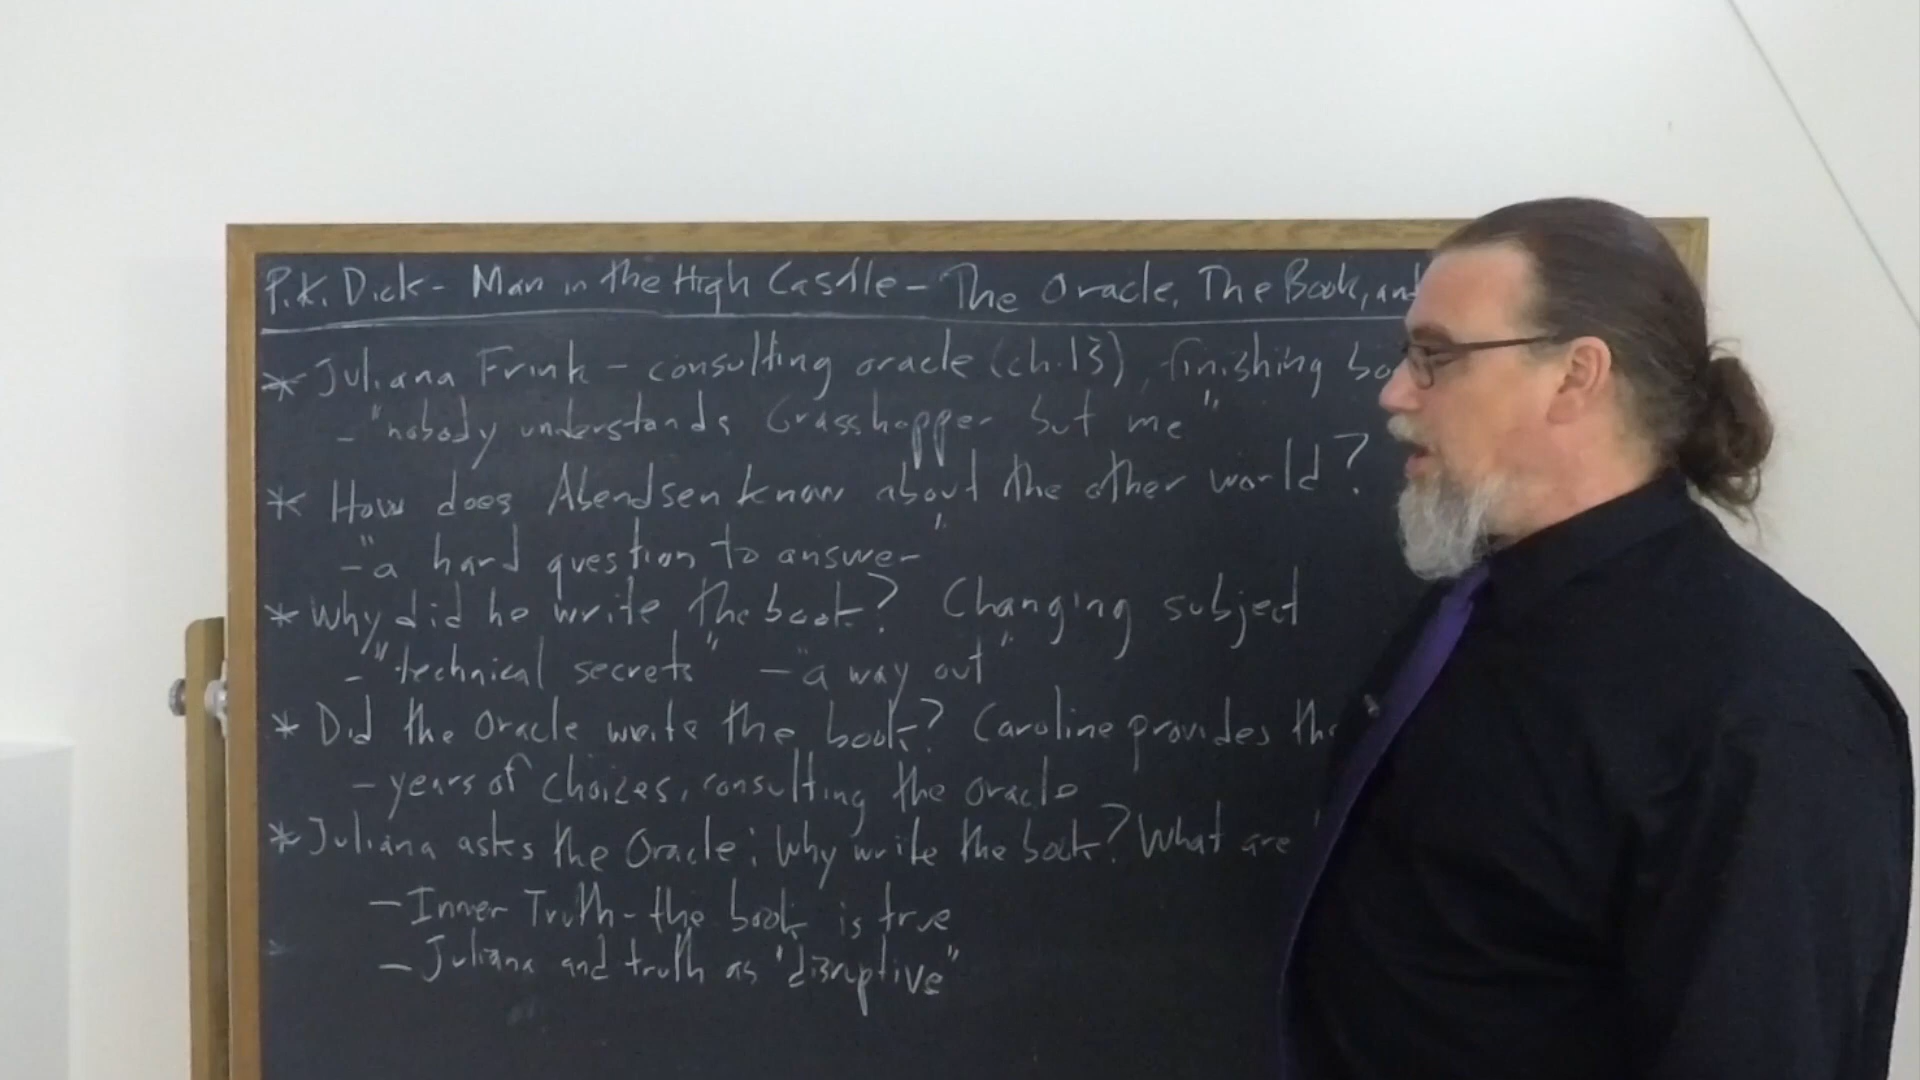 P.K. Dick - Man in the High Castle - The Oracle, The Book, and
* Juliana Frink - consulting oracle (ch.13), finishing bo
- "nobody understands Grasshopper but me"
* How does Abendsen know about the other world?
- "a hard question to answer"
* Why did he write the book? Changing subject
- "technical secrets" - "a way out"
* Did the Oracle write the book? Caroline provides the
- years of choices, consulting the oracle
* Juliana asks the Oracle: Why write the book? What are
- Inner Truth - the book is true
- Juliana and truth as "disruptive"